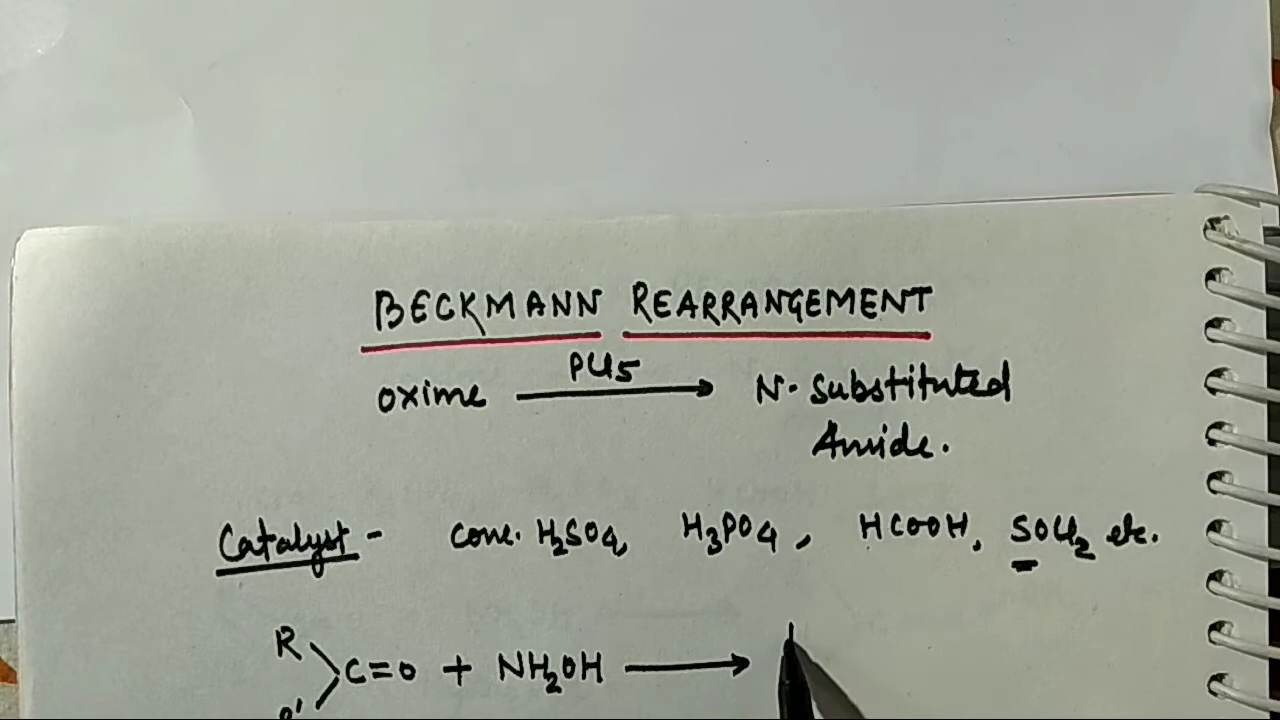 BECKMANN REARRANGEMENT
PCl5
oxime → N-Substituted
Amide.
Catalyst - conc. H2SO4, H3PO4, HCOOH, SOCl2 etc.
R
C=O + NH2OH →
R'